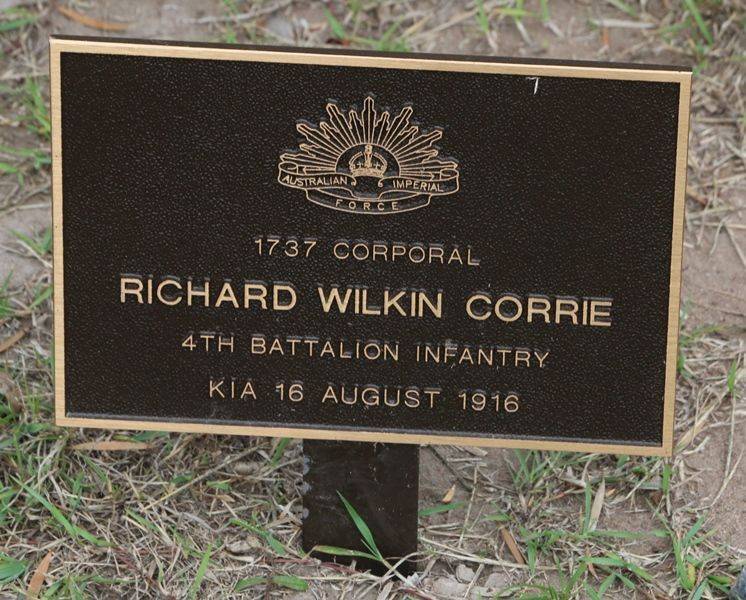 AUSTRALIAN IMPERIAL
FORCE
1737 CORPORAL
RICHARD WILKIN CORRIE
4TH BATTALION INFANTRY
KIA 16 AUGUST 1916